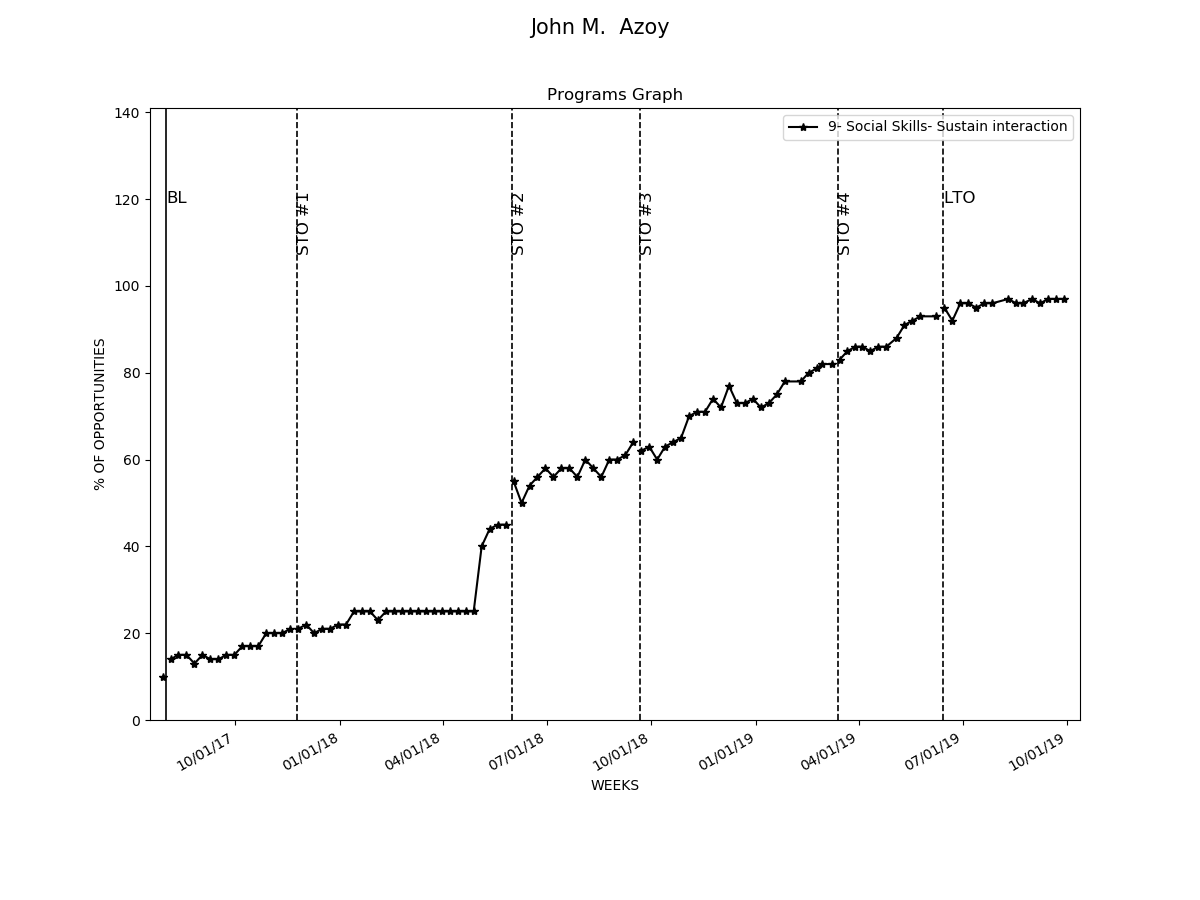 John M.  Azoy
Programs Graph
9- Social Skills- Sustain interaction
BL
STO #1
STO #2
STO #3
STO #4
LTO
% OF OPPORTUNITIES
140
120
100
80
60
40
20
0
10/01/17
01/01/18
04/01/18
07/01/18
10/01/18
01/01/19
04/01/19
07/01/19
10/01/19
WEEKS